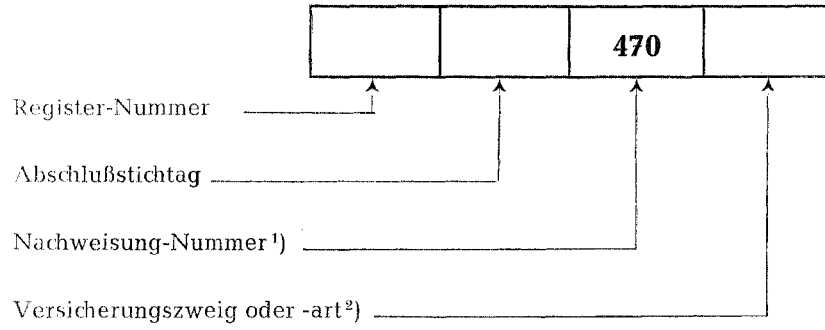 470
Register-Nummer
Abschlußstichtag
Nachweisung-Nummer ¹)
Versicherungszweig oder -art ²)